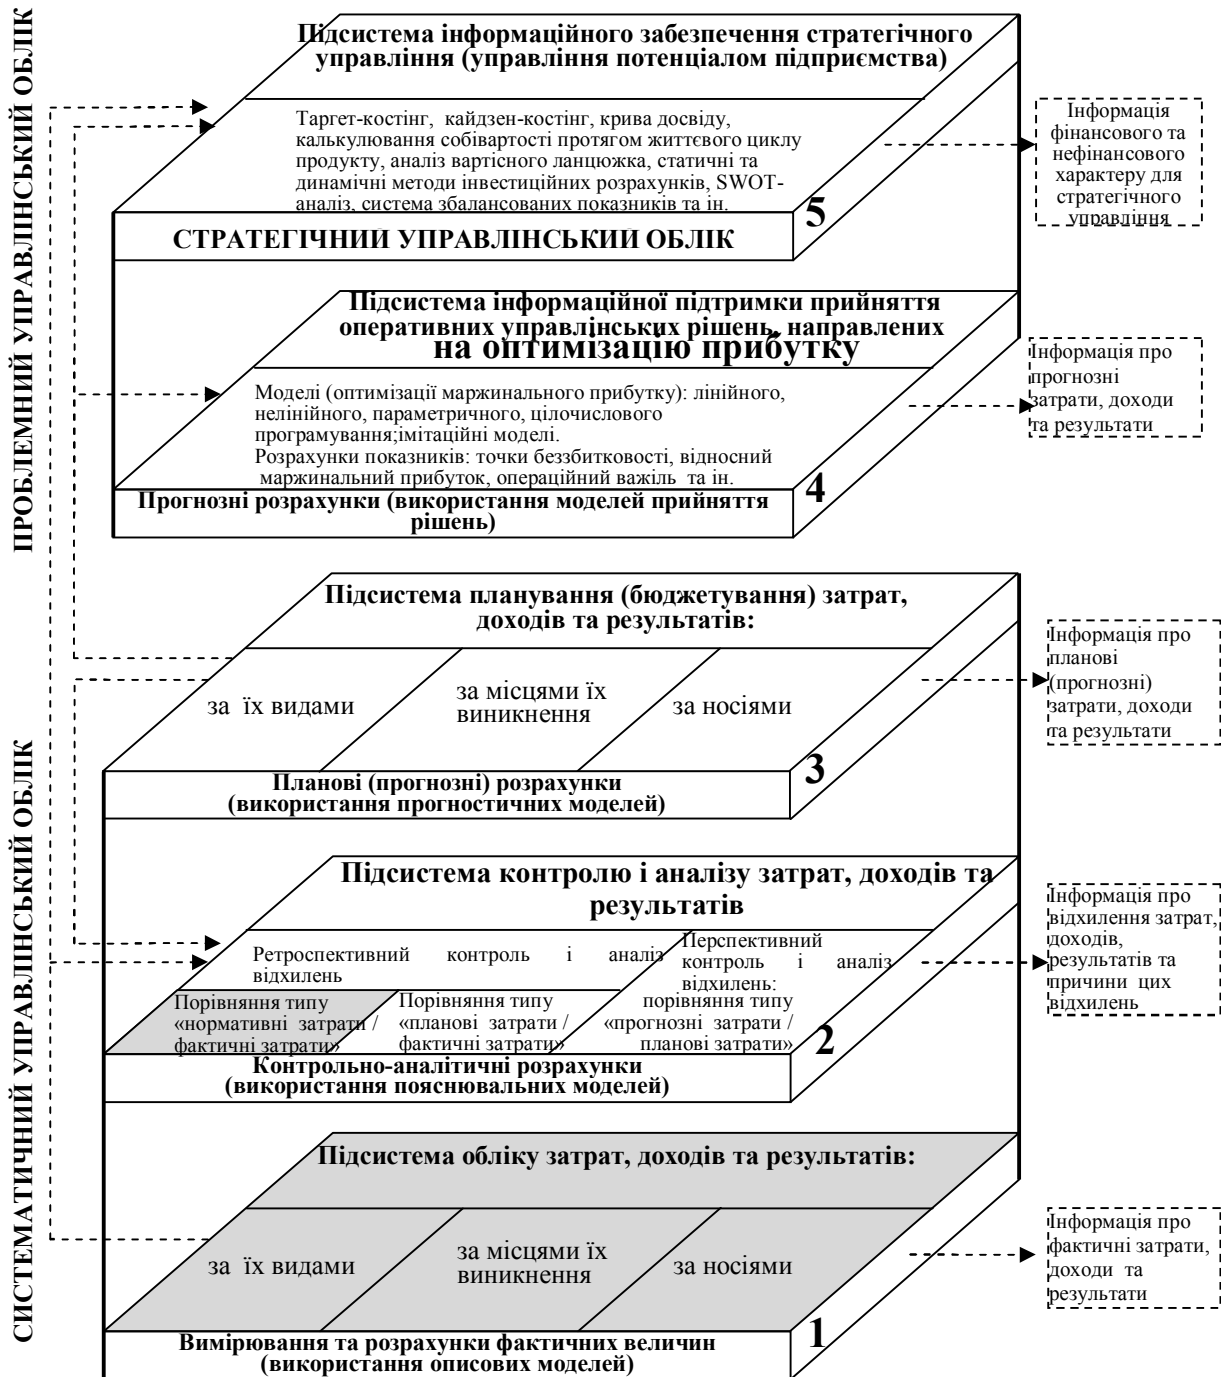 ПРОБЛЕМНИЙ УПРАВЛІНСЬКИЙ ОБЛІК
Підсистема інформаційного забезпечення стратегічного
управління (управління потенціалом підприємства)
Таргет-костінг, кайдзен-костінг, крива досвіду,
калькулювання собівартості протягом життєвого циклу
продукту, аналіз вартісного ланцюжка, статичні та
динамічні методи інвестиційних розрахунків, SWOT-
аналіз, система збалансованих показників та ін.
5
СТРАТЕГІЧНИЙ УПРАВЛІНСЬКИЙ ОБЛІК
Інформація
фінансового та
нефінансового
характеру для
стратегічного
управління
Підсистема інформаційної підтримки прийняття
оперативних управлінських рішень, направлених
на оптимізацію прибутку
Моделі (оптимізації маржинального прибутку): лінійного,
нелінійного, параметричного, цілочислового
програмування;імітаційні моделі.
Розрахунки показників: точки беззбитковості, відносний
маржинальний прибуток, операційний важіль та ін.
4
Прогнозні розрахунки (використання моделей прийняття
рішень)
Інформація про
прогнозні
затрати, доходи
та результати
СИСТЕМАТИЧНИЙ УПРАВЛІНСЬКИЙ ОБЛІК
Підсистема планування (бюджетування) затрат,
доходів та результатів:
за їх видами
за місцями їх
виникнення
за носіями
3
Планові (прогнозні) розрахунки
(використання прогностичних моделей)
Інформація про
планові
(прогнозні)
затрати, доходи
та результати
Підсистема контролю і аналізу затрат, доходів та
результатів
Ретроспективний контроль і аналіз
відхилень
Перспективний
контроль і аналіз
відхилень:
Порівняння типу
«нормативні затрати /
фактичні затрати»
Порівняння типу
«планові затрати /
фактичні затрати»
порівняння типу
«прогнозні затрати /
планові затрати»
2
Контрольно-аналітичні розрахунки
(використання пояснювальних моделей)
Інформація про
відхилення затрат,
доходів,
результатів та
причини цих
відхилень
Підсистема обліку затрат, доходів та результатів:
за їх видами
за місцями їх
виникнення
за носіями
1
Вимірювання та розрахунки фактичних величин
(використання описових моделей)
Інформація про
фактичні затрати,
доходи та
результати